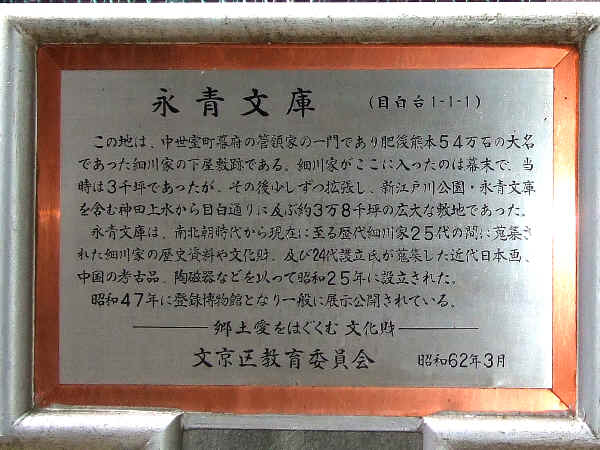 永青文庫 (目白台1-1-1)
この地は、中世室町幕府の管領家の一門であり肥後熊本54万石の大名
であった細川家の下屋敷跡である。細川家がここに入ったのは幕末で、当
時は3千坪であったが、その後少しずつ拡張し、新江戸川公園・永青文庫
を含む神田上水から目白通りに及ぶ約3万8千坪の広大な敷地であった。
永青文庫は、南北朝時代から現在に至る歴代細川家25代の間に蒐集さ
れた細川家の歴史資料や文化財、及び24代護立氏が蒐集した近代日本画、
中国の考古品、陶磁器などを以って昭和25年に設立された。
昭和47年に登録博物館となり一般に展示公開されている。
郷土愛をはぐくむ文化財
文京区教育委員会 昭和62年3月